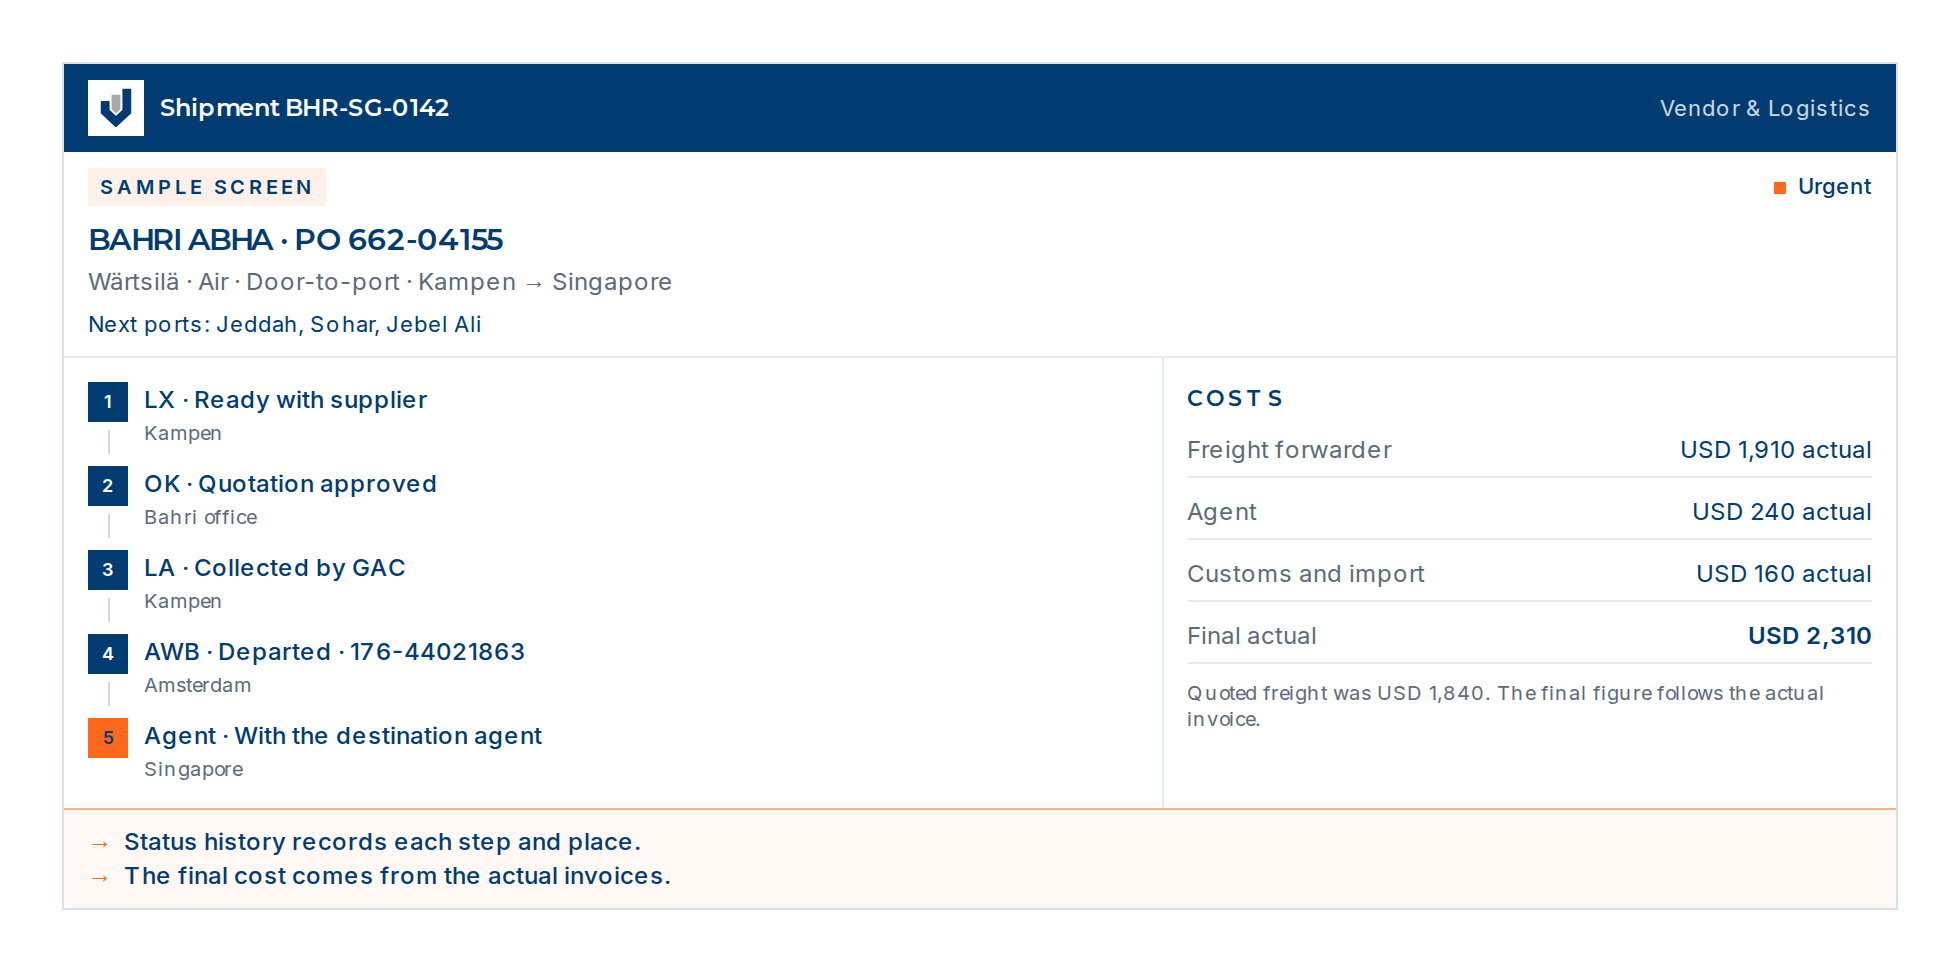 Shipment BHR-SG-0142
Vendor & Logistics
SAMPLE SCREEN
Urgent
BAHRI ABHA · PO 662-04155
Wärtsilä · Air · Door-to-port · Kampen → Singapore
Next ports: Jeddah, Sohar, Jebel Ali
1 LX · Ready with supplier
Kampen
2 OK · Quotation approved
Bahri office
3 LA · Collected by GAC
Kampen
4 AWB · Departed · 176-44021863
Amsterdam
5 Agent · With the destination agent
Singapore
COSTS
Freight forwarder USD 1,910 actual
Agent USD 240 actual
Customs and import USD 160 actual
Final actual USD 2,310
Quoted freight was USD 1,840. The final figure follows the actual
invoice.
→ Status history records each step and place.
→ The final cost comes from the actual invoices.